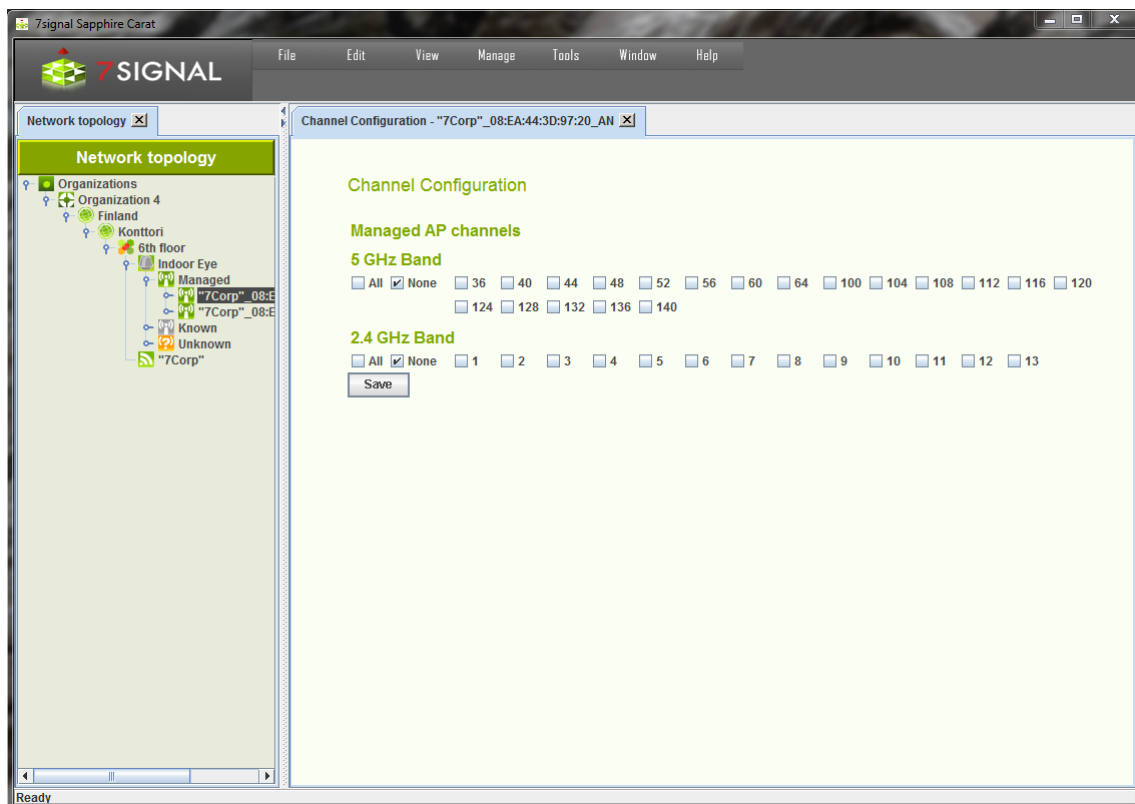 7signal Sapphire Carat
7SIGNAL
File Edit View Manage Tools Window Help
Network topology
Channel Configuration - "7Corp"_08:EA:44:3D:97:20_AN
Network topology
Organizations
Organization 4
Finland
Konttori
6th floor
Indoor Eye
Managed
"7Corp"_08:E
"7Corp"_08:E
Known
Unknown
"7Corp"
Channel Configuration
Managed AP channels
5 GHz Band
All None 36 40 44 48 52 56 60 64 100 104 108 112 116 120
124 128 132 136 140
2.4 GHz Band
All None 1 2 3 4 5 6 7 8 9 10 11 12 13
Save
Ready